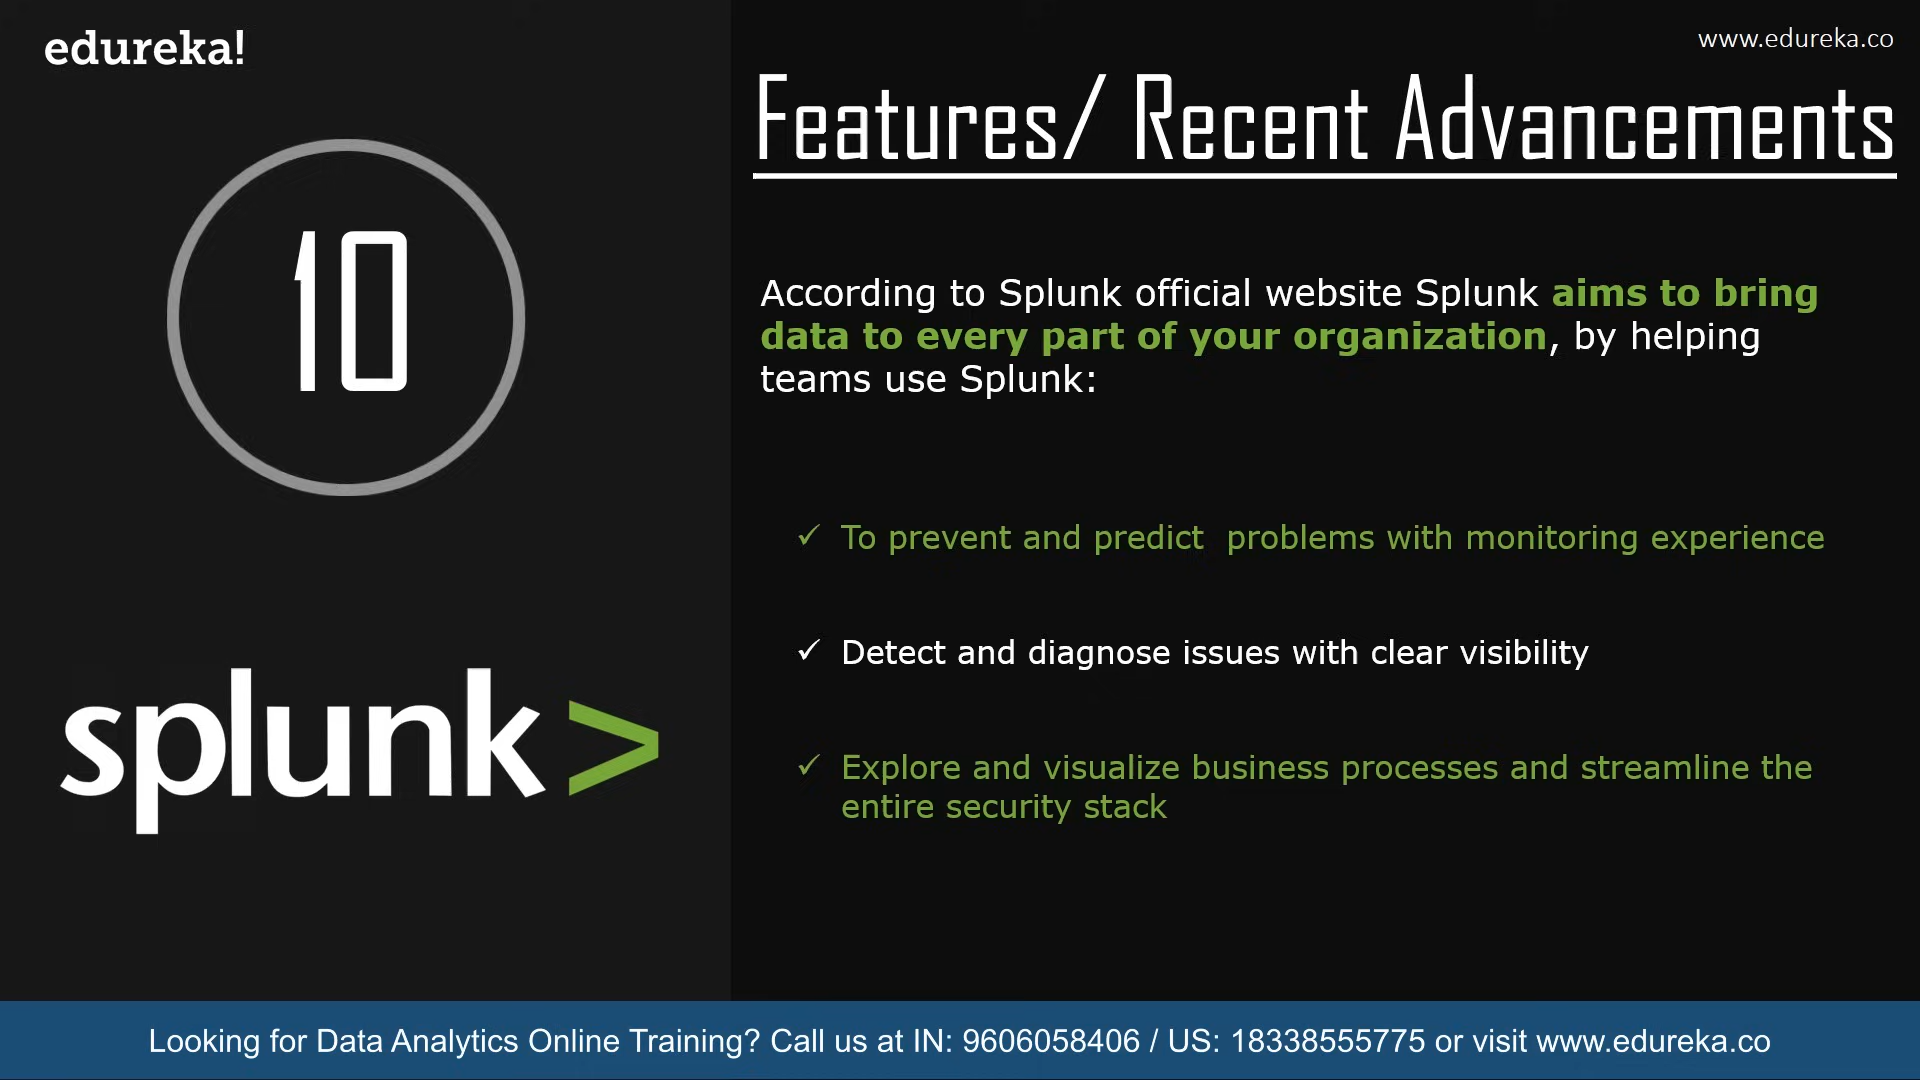 edureka!
www.edureka.co
Features/ Recent Advancements
10
According to Splunk official website Splunk aims to bring
data to every part of your organization, by helping
teams use Splunk:
✓ To prevent and predict  problems with monitoring experience
✓ Detect and diagnose issues with clear visibility
✓ Explore and visualize business processes and streamline the
entire security stack
splunk>
Looking for Data Analytics Online Training? Call us at IN: 9606058406 / US: 18338555775 or visit www.edureka.co